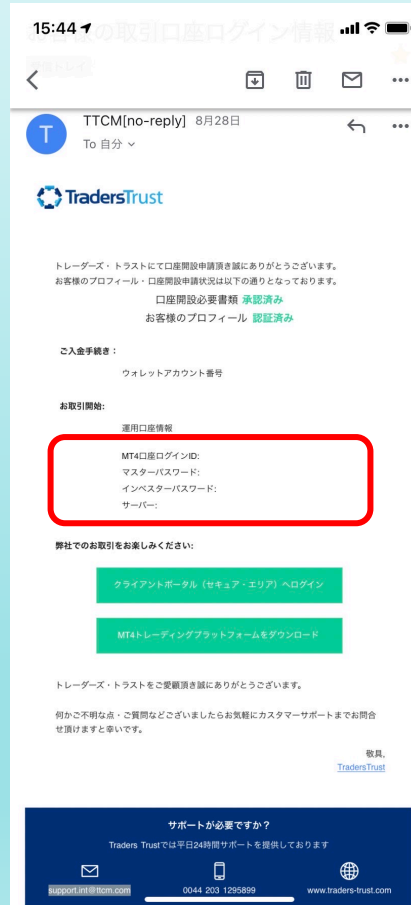 15:44
お客様の取引口座ログイン情報
TTCM[no-reply] 8月28日
T
To 自分
TradersTrust
トレーダーズ・トラストにて口座開設申請頂き誠にありがとうございます。
お客様のプロフィール・口座開設申請状況は以下の通りとなっております。
口座開設必要書類 承認済み
お客様のプロフィール 認証済み
ご入金手続き：
ウォレットアカウント番号
お取引開始:
運用口座情報
MT4口座ログインID:
マスターパスワード:
インベスターパスワード:
サーバー:
弊社でのお取引をお楽しみください:
クライアントポータル（セキュア・エリア）へログイン
MT4トレーディングプラットフォームをダウンロード
トレーダーズ・トラストをご愛顧頂き誠にありがとうございます。
何かご不明な点・ご質問などございましたらお気軽にカスタマーサポートまでお問合
せ頂けますと幸いです。
敬具,
TradersTrust
サポートが必要ですか？
Traders Trustでは平日24時間サポートを提供しております
support.int@ttcm.com
0044 203 1295899
www.traders-trust.com